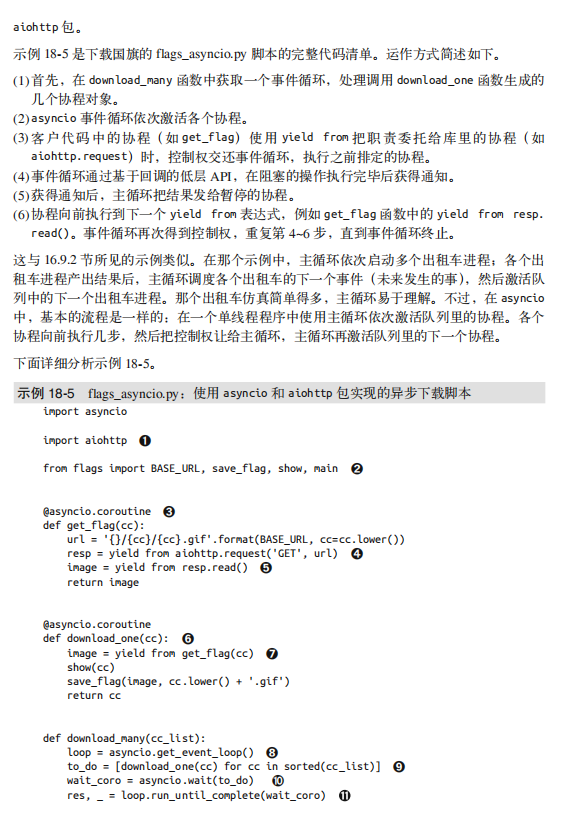 aiohttp 包。
示例 18-5 是下载国旗的 flags_asyncio.py 脚本的完整代码清单。运作方式简述如下。
(1) 首先，在 download_many 函数中获取一个事件循环，处理调用 download_one 函数生成的
几个协程对象。
(2) asyncio 事件循环依次激活各个协程。
(3) 客户代码中的协程（如 get_flag）使用 yield from 把职责委托给库里的协程（如
aiohttp.request）时，控制权交还事件循环，执行之前排定的协程。
(4) 事件循环通过基于回调的低层 API，在阻塞的操作执行完毕后获得通知。
(5) 获得通知后，主循环把结果发给暂停的协程。
(6) 协程向前执行到下一个 yield from 表达式，例如 get_flag 函数中的 yield from resp.
read()。事件循环再次得到控制权，重复第 4~6 步，直到事件循环终止。
这与 16.9.2 节所见的示例类似。在那个示例中，主循环依次启动多个出租车进程；各个出
租车进程产出结果后，主循环调度各个出租车的下一个事件（未来发生的事），然后激活队
列中的下一个出租车进程。那个出租车仿真简单得多，主循环易于理解。不过，在 asyncio
中，基本的流程是一样的：在一个单线程程序中使用主循环依次激活队列里的协程。各个
协程向前执行几步，然后把控制权让给主循环，主循环再激活队列里的下一个协程。
下面详细分析示例 18-5。
示例 18-5 flags_asyncio.py：使用 asyncio 和 aiohttp 包实现的异步下载脚本
import asyncio
import aiohttp ❶
from flags import BASE_URL, save_flag, show, main ❷
@asyncio.coroutine ❸
def get_flag(cc):
url = '{}/{cc}/{cc}.gif'.format(BASE_URL, cc=cc.lower())
resp = yield from aiohttp.request('GET', url) ❹
image = yield from resp.read() ❺
return image
@asyncio.coroutine
def download_one(cc): ❻
image = yield from get_flag(cc) ❼
show(cc)
save_flag(image, cc.lower() + '.gif')
return cc
def download_many(cc_list):
loop = asyncio.get_event_loop() ❽
to_do = [download_one(cc) for cc in sorted(cc_list)] ❾
wait_coro = asyncio.wait(to_do) ❿
res, _ = loop.run_until_complete(wait_coro) ⓫